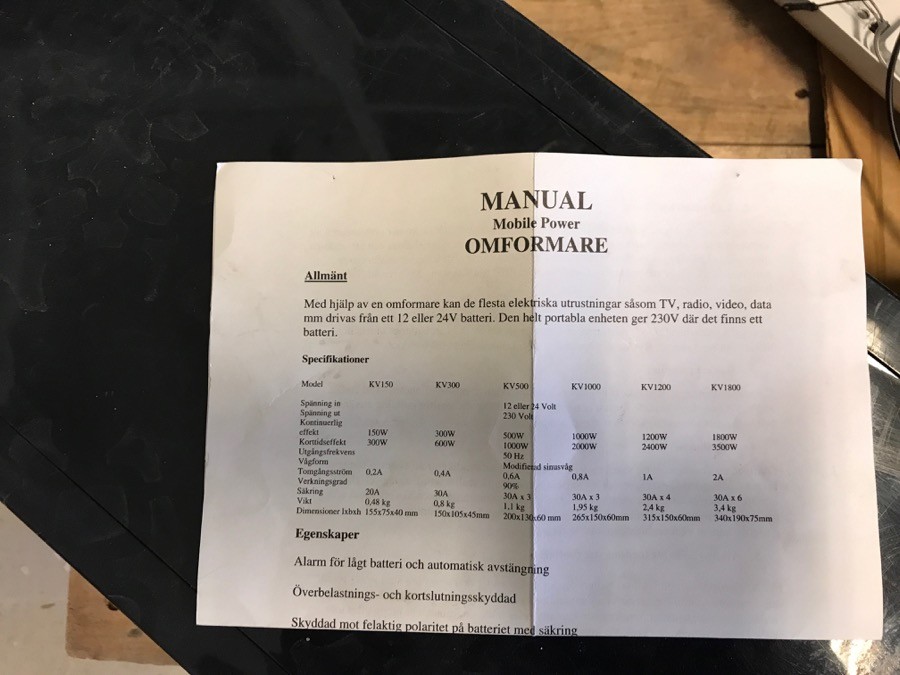 MANUAL
Mobile Power
OMFORMARE
Allmänt
Med hjälp av en omformare kan de flesta elektriska utrustningar såsom TV, radio, video, data
mm drivas från ett 12 eller 24V batteri. Den helt portabla enheten ger 230V där det finns ett
batteri.
Specifikationer
Model KV150 KV300 KV500 KV1000 KV1200 KV1800
Spänning in 12 eller 24 Volt
Spänning ut 230 Volt
Kontinuerlig
effekt 150W 300W 500W 1000W 1200W 1800W
Korttidseffekt 300W 600W 1000W 2000W 2400W 3500W
Utgångsfrekvens 50 Hz
Vågform Modifierad sinusvåg
Tomgångsström 0,2A 0,4A 0,6A 0,8A 1A 2A
Verkningsgrad 90%
Säkring 20A 30A 30A x 3 30A x 3 30A x 4 30A x 6
Vikt 0,48 kg 0,8 kg 1,1 kg 1,95 kg 2,4 kg 3,4 kg
Dimensioner lxbxh 155x75x40 mm 150x105x45mm 200x130x60 mm 265x150x60mm 315x150x60mm 340x190x75mm
Egenskaper
Alarm för lågt batteri och automatisk avstängning
Överbelastnings- och kortslutningsskyddad
Skyddad mot felaktig polaritet på batteriet med säkring